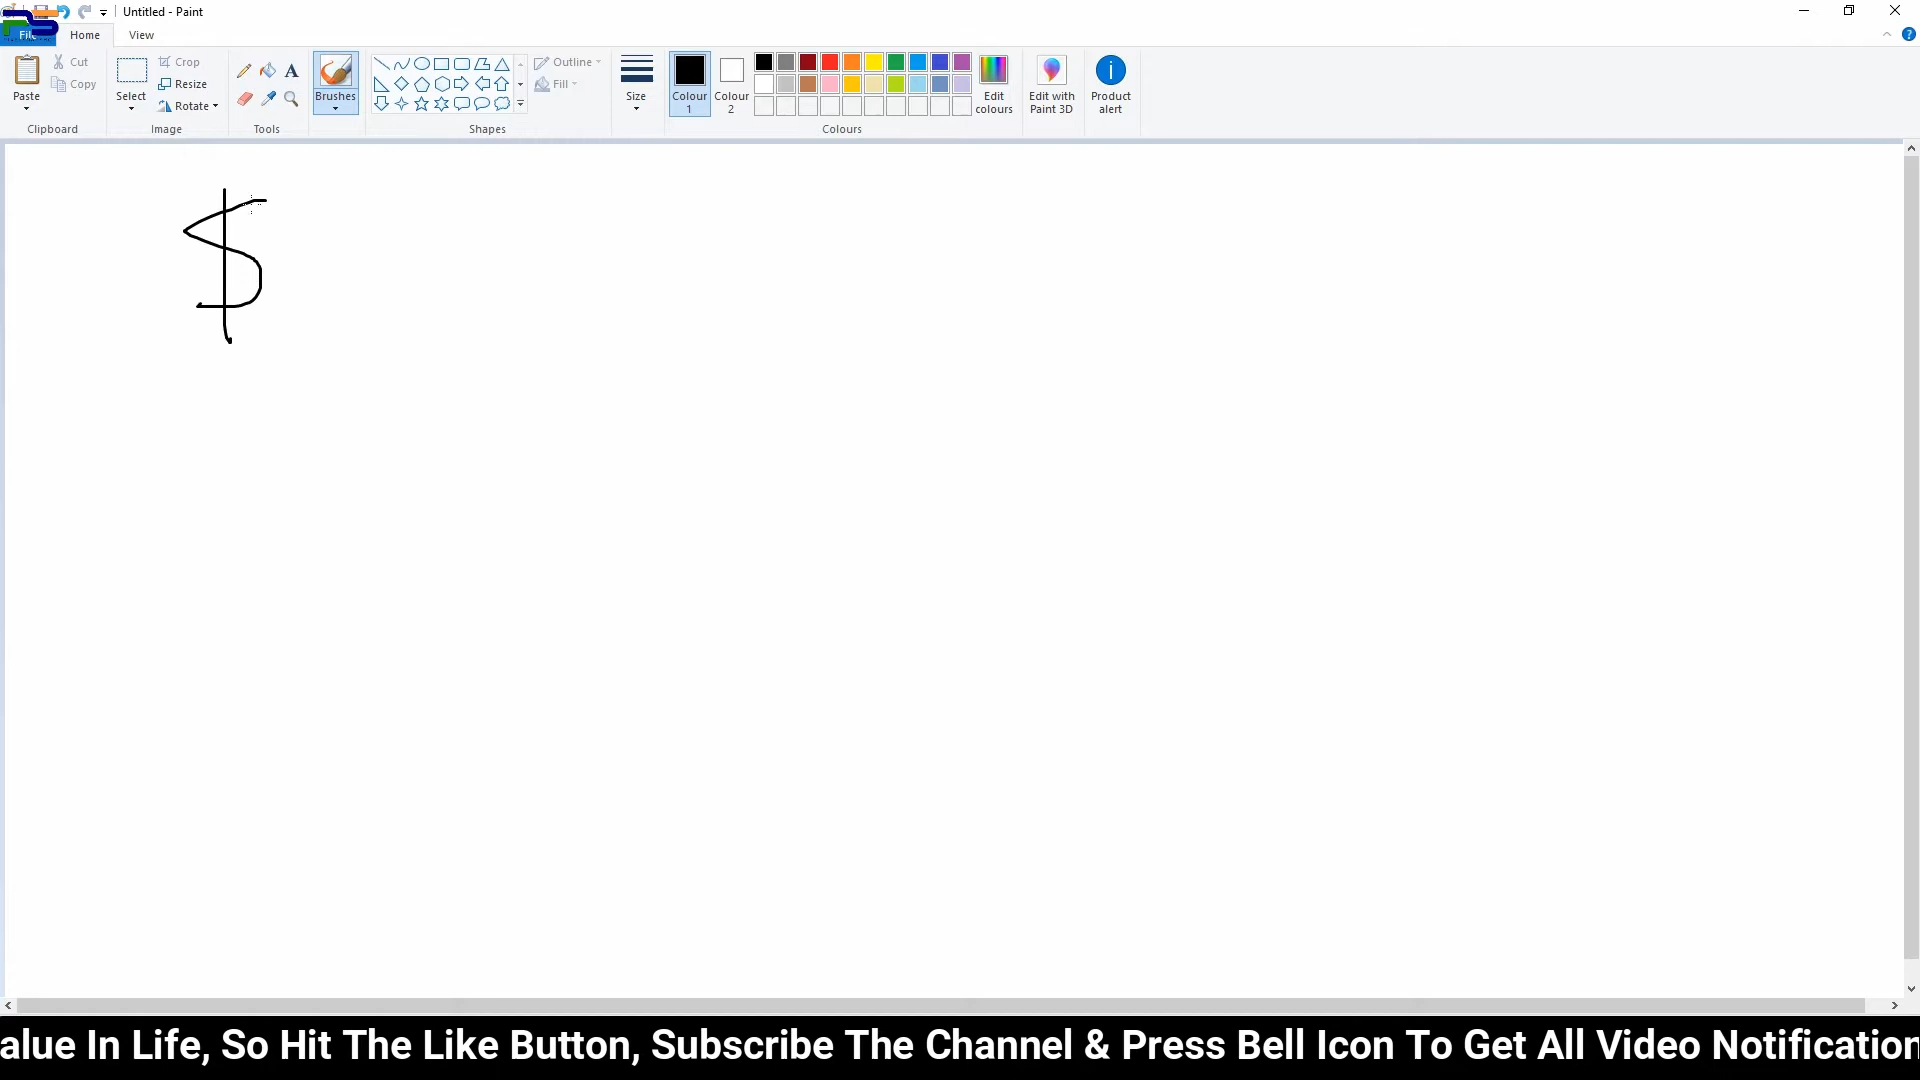 Untitled - Paint
File Home View
Paste
Cut
Copy
Clipboard
Select
Crop
Resize
Rotate
Image
A
Tools
Brushes
Shapes
Outline
Fill
Size
Colour 1
Colour 2
Edit colours
Colours
Edit with Paint 3D
Product alert
$
alue In Life, So Hit The Like Button, Subscribe The Channel & Press Bell Icon To Get All Video Notification